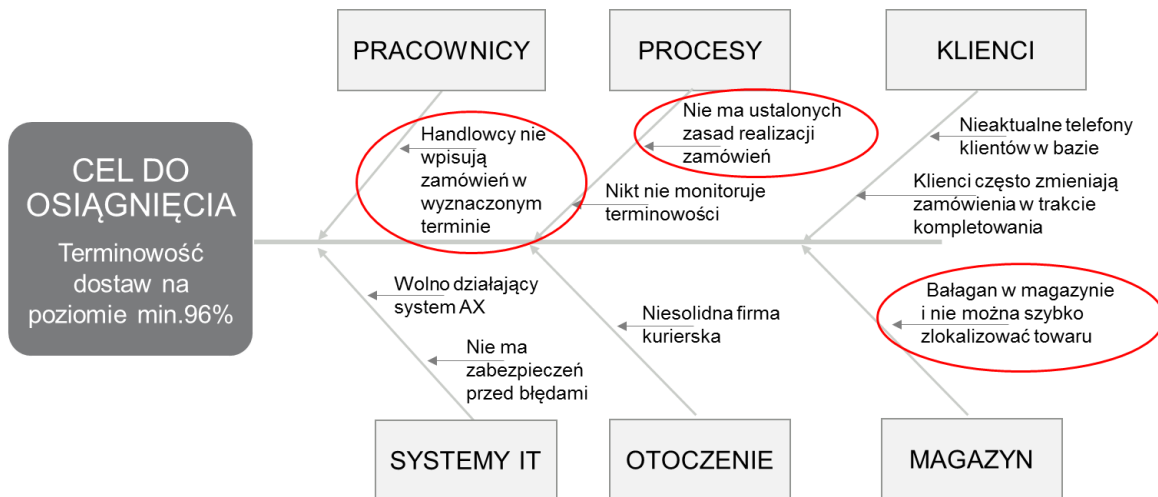 PRACOWNICY
PROCESY
KLIENCI
CEL DO
OSIĄGNIĘCIA
Terminowość
dostaw na
poziomie min.96%
Handlowcy nie
wpisują
zamówień w
wyznaczonym
terminie
Nie ma ustalonych
zasad realizacji
zamówień
Nikt nie monitoruje
terminowości
Nieaktualne telefony
klientów w bazie
Klienci często zmieniają
zamówienia w trakcie
kompletowania
Wolno działający
system AX
Nie ma
zabezpieczeń
przed błędami
Niesolidna firma
kurierska
Bałagan w magazynie
i nie można szybko
zlokalizować towaru
SYSTEMY IT
OTOCZENIE
MAGAZYN